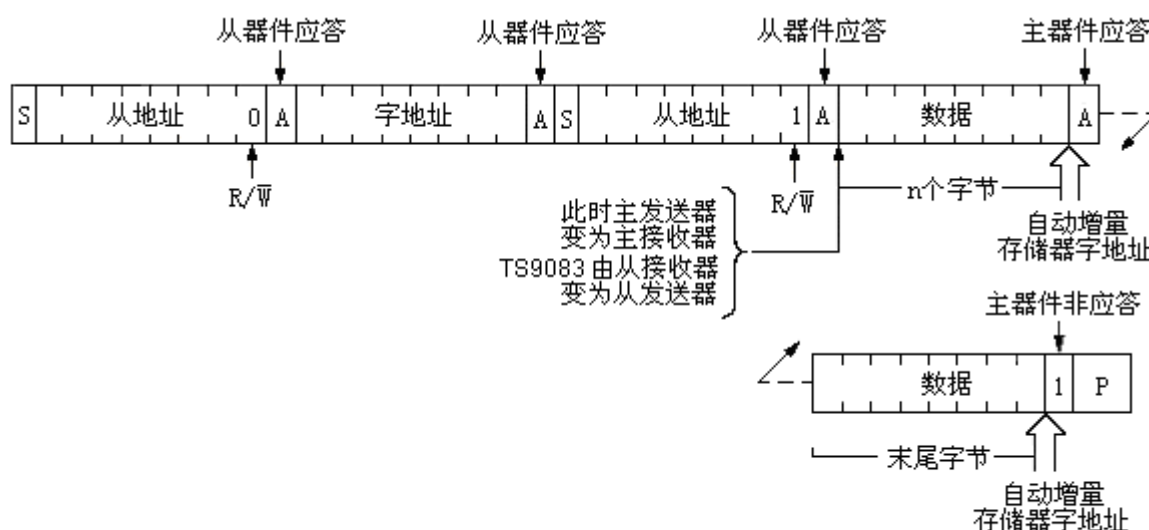 从器件应答 从器件应答 从器件应答 主器件应答
S 从地址 0 A 字地址 A S 从地址 1 A 数据 A
R/W̅ R/W̅ n个字节
此时主发送器
变为主接收器
TS9083 由从接收器
变为从发送器
自动增量
存储器字地址
主器件非应答
数据 1 P
末尾字节
自动增量
存储器字地址